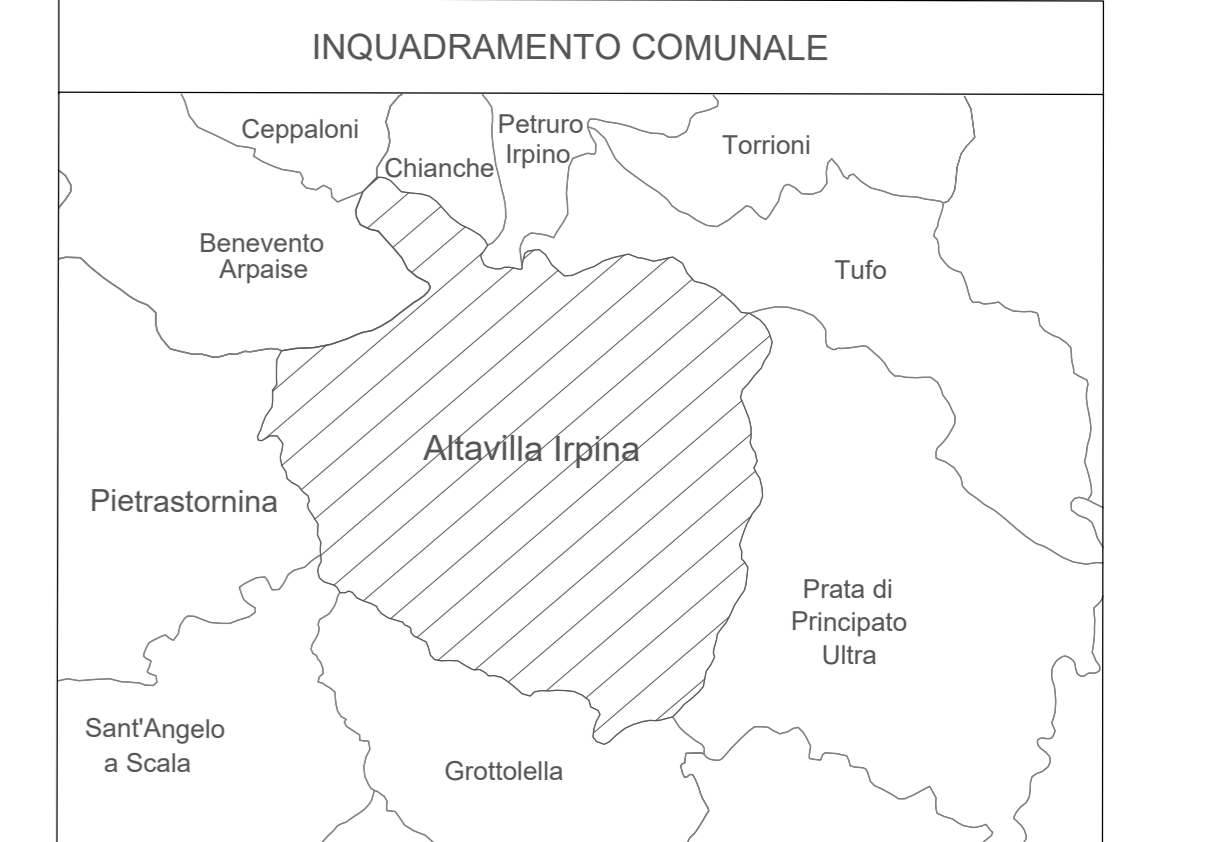 INQUADRAMENTO COMUNALE
Ceppaloni
Chianche
Petruro
Irpino
Torrioni
Benevento
Arpaise
Tufo
Altavilla Irpina
Pietrastornina
Prata di
Principato
Ultra
Sant'Angelo
a Scala
Grottolella